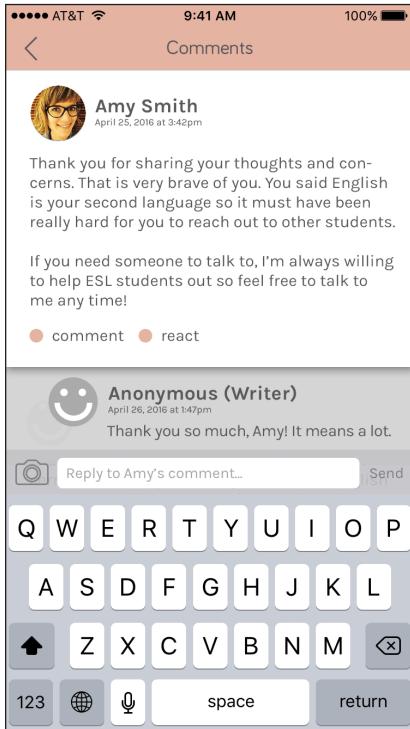 AT&T 9:41 AM 100%
Comments
Amy Smith
April 25, 2016 at 3:42pm
Thank you for sharing your thoughts and con-
cerns. That is very brave of you. You said English
is your second language so it must have been
really hard for you to reach out to other students.
If you need someone to talk to, I'm always willing
to help ESL students out so feel free to talk to
me any time!
comment react
Anonymous (Writer)
April 26, 2016 at 1:47pm
Thank you so much, Amy! It means a lot.
Reply to Amy's comment... Send
Q W E R T Y U I O P
A S D F G H J K L
Z X C V B N M
123 space return